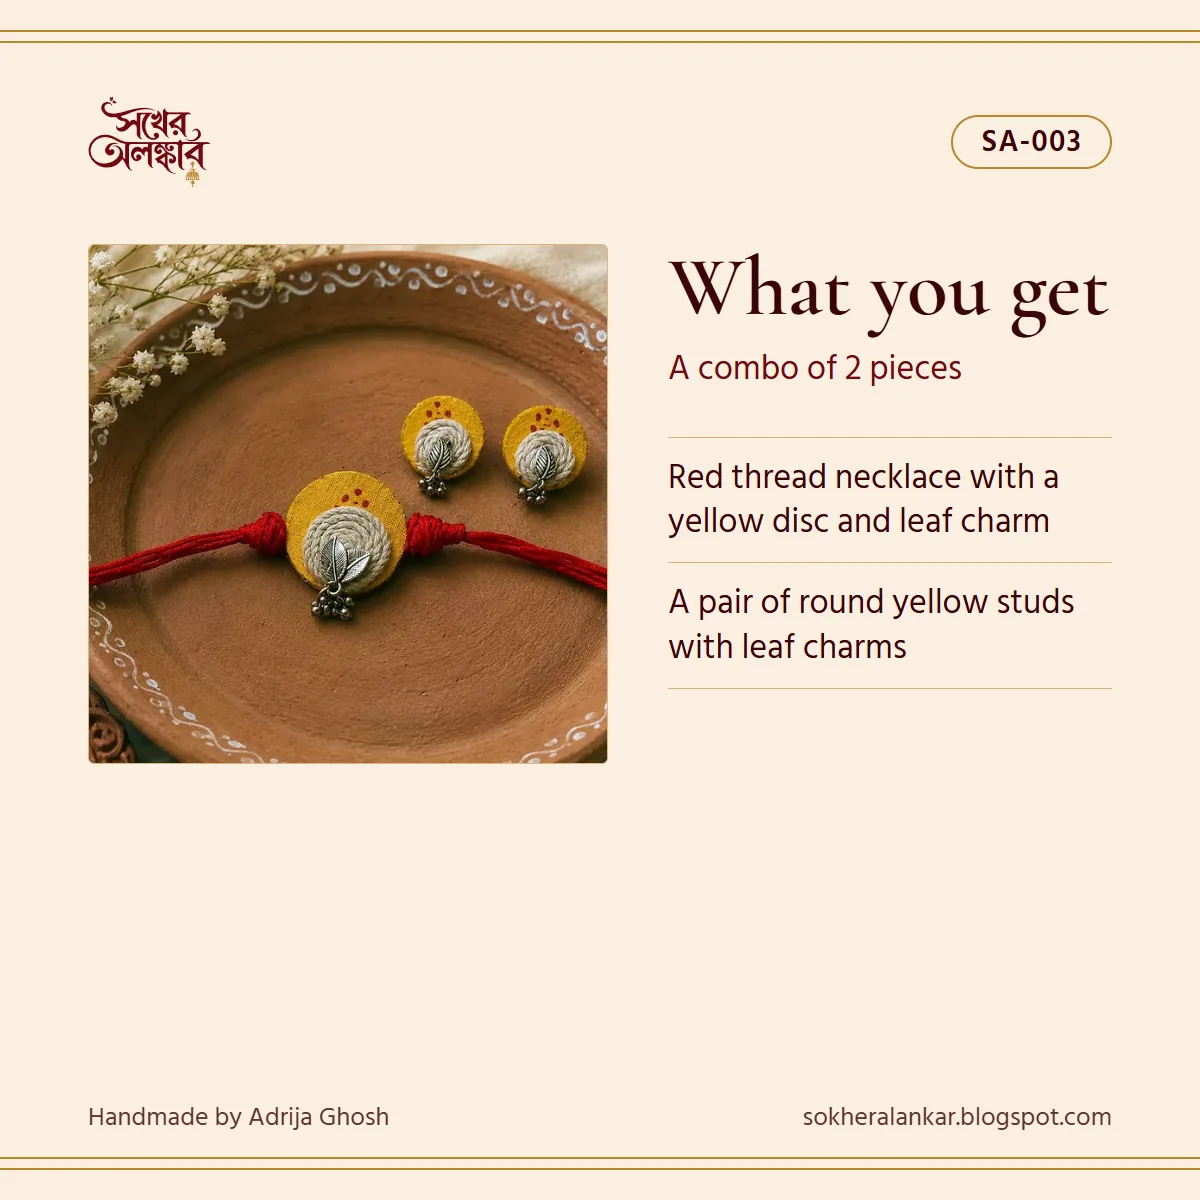 সখের
অলঙ্কার
SA-003
What you get
A combo of 2 pieces
Red thread necklace with a
yellow disc and leaf charm
A pair of round yellow studs
with leaf charms
Handmade by Adrija Ghosh
sokheralankar.blogspot.com